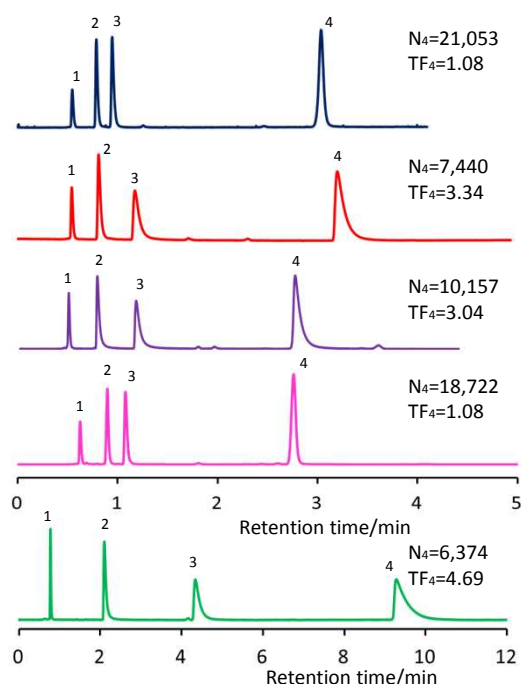 1 2 3 4 N₄=21,053
TF₄=1.08
1 2 3 4 N₄=7,440
TF₄=3.34
1 2 3 4 N₄=10,157
TF₄=3.04
1 2 3 4 N₄=18,722
TF₄=1.08
0 1 2 3 4 5
Retention time/min
1 2 3 4 N₄=6,374
TF₄=4.69
0 2 4 6 8 10 12
Retention time/min